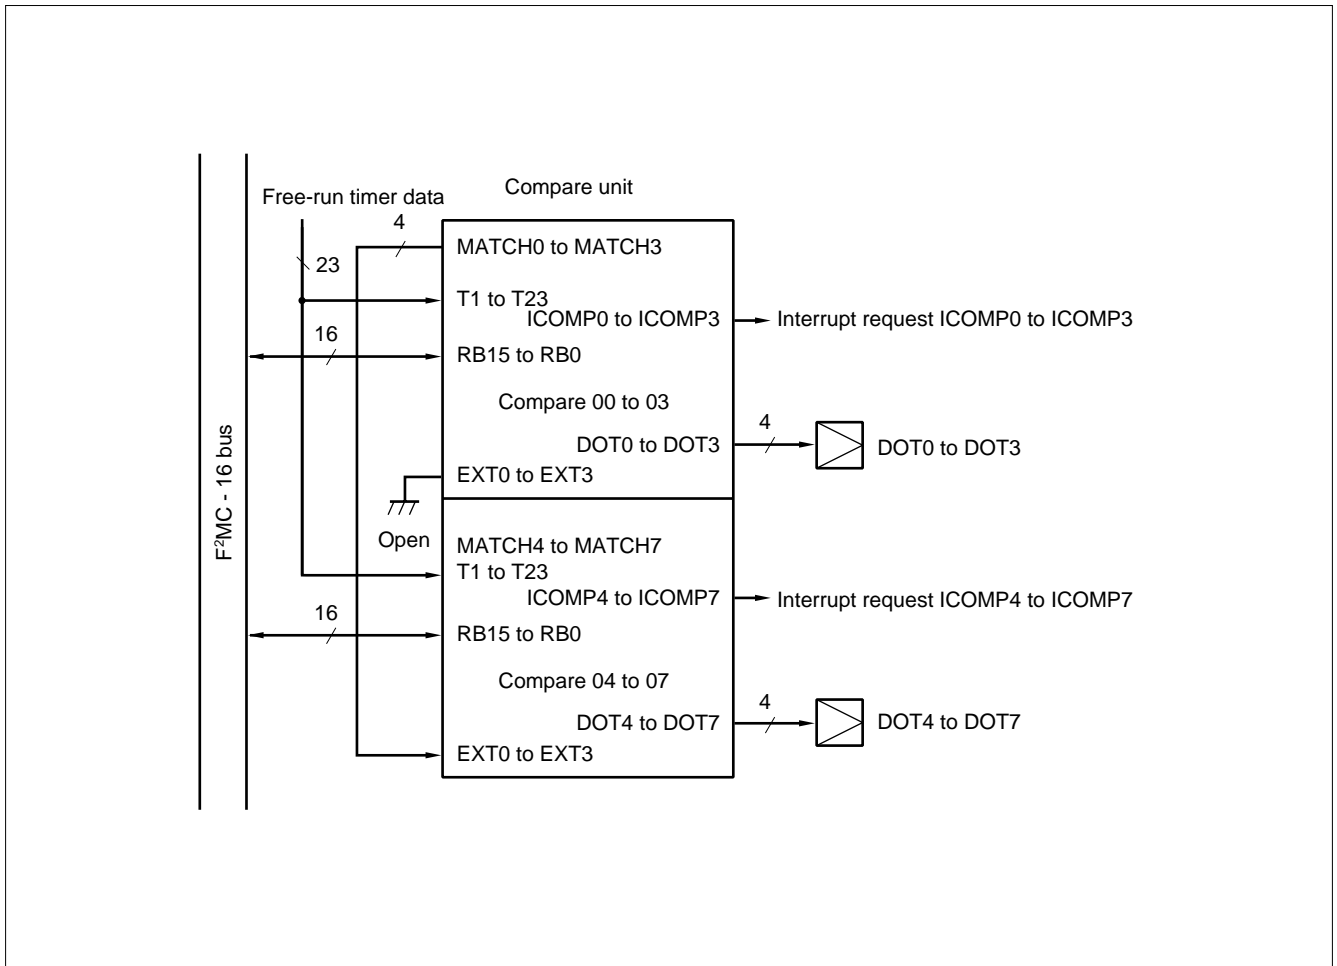 Free-run timer data
Compare unit
4
MATCH0 to MATCH3
23
T1 to T23
ICOMP0 to ICOMP3
Interrupt request ICOMP0 to ICOMP3
16
RB15 to RB0
Compare 00 to 03
4
DOT0 to DOT3
DOT0 to DOT3
EXT0 to EXT3
F²MC - 16 bus
Open
MATCH4 to MATCH7
T1 to T23
ICOMP4 to ICOMP7
Interrupt request ICOMP4 to ICOMP7
16
RB15 to RB0
Compare 04 to 07
4
DOT4 to DOT7
DOT4 to DOT7
EXT0 to EXT3